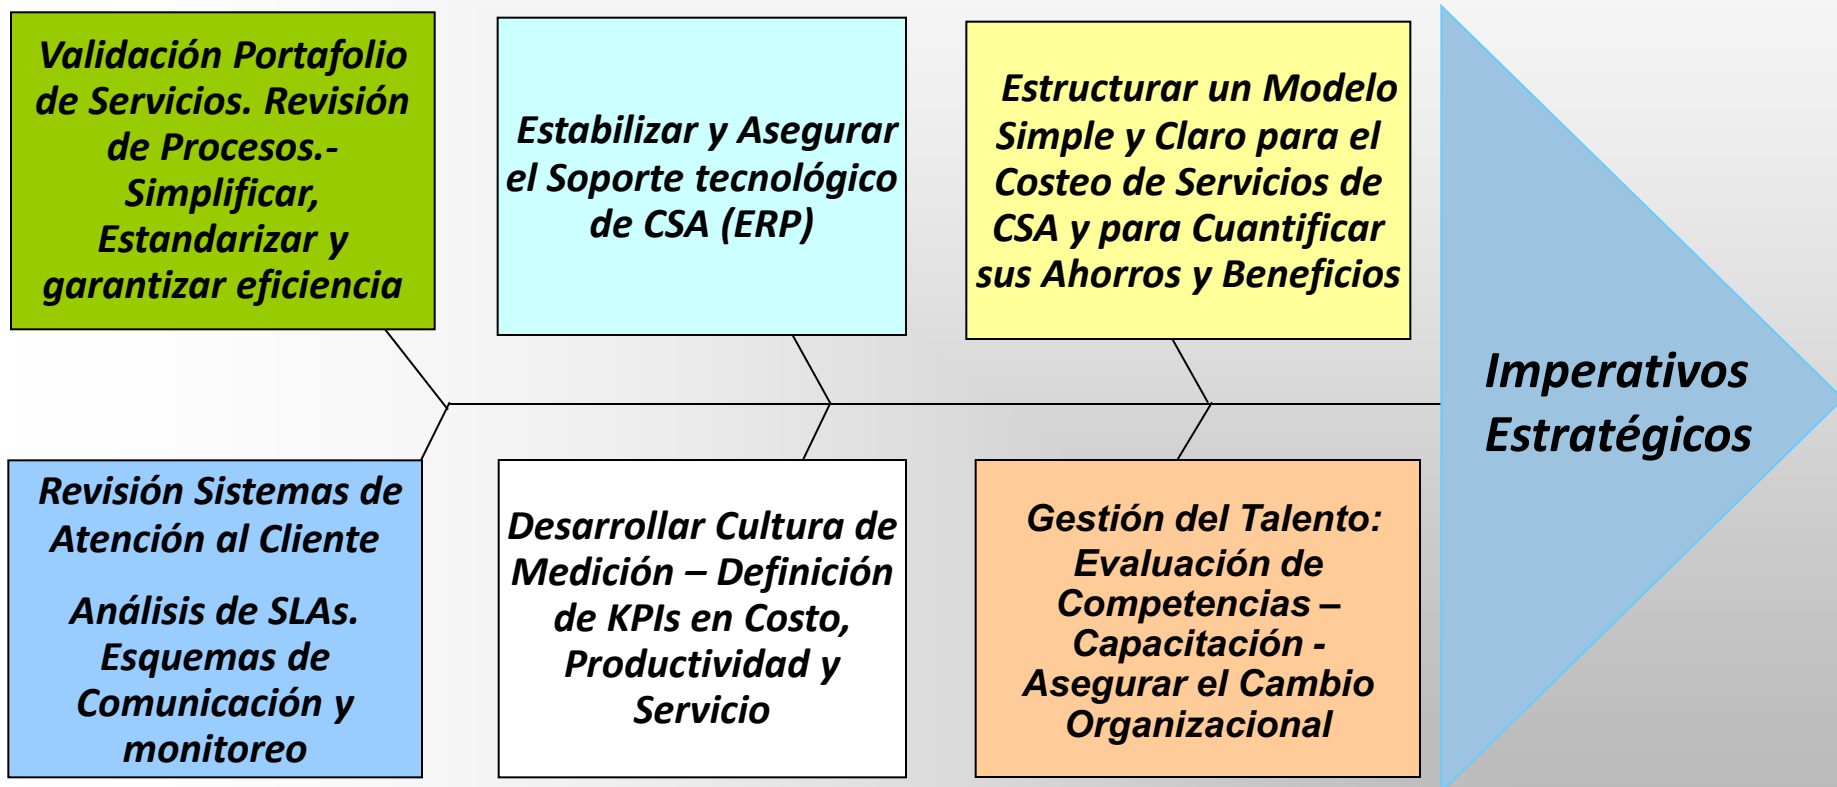 Validación Portafolio
de Servicios. Revisión
de Procesos.-
Simplificar,
Estandarizar y
garantizar eficiencia
Estabilizar y Asegurar
el Soporte tecnológico
de CSA (ERP)
Estructurar un Modelo
Simple y Claro para el
Costeo de Servicios de
CSA y para Cuantificar
sus Ahorros y Beneficios
Imperativos
Estratégicos
Revisión Sistemas de
Atención al Cliente
Análisis de SLAs.
Esquemas de
Comunicación y
monitoreo
Desarrollar Cultura de
Medición – Definición
de KPIs en Costo,
Productividad y
Servicio
Gestión del Talento:
Evaluación de
Competencias –
Capacitación -
Asegurar el Cambio
Organizacional